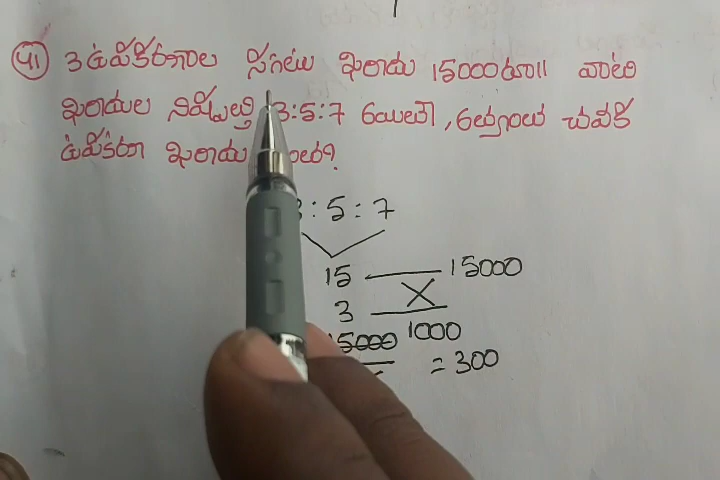 41 3 ఉపకరణాల సగటు ఖరీదు 15000రూ॥ వాటి
ఖరీదుల నిష్పత్తి 3:5:7 అయితే, అత్యంత చవక
ఉపకరణ ఖరీదు
: 5 : 7
15 15000
3
15000 1000
= 300